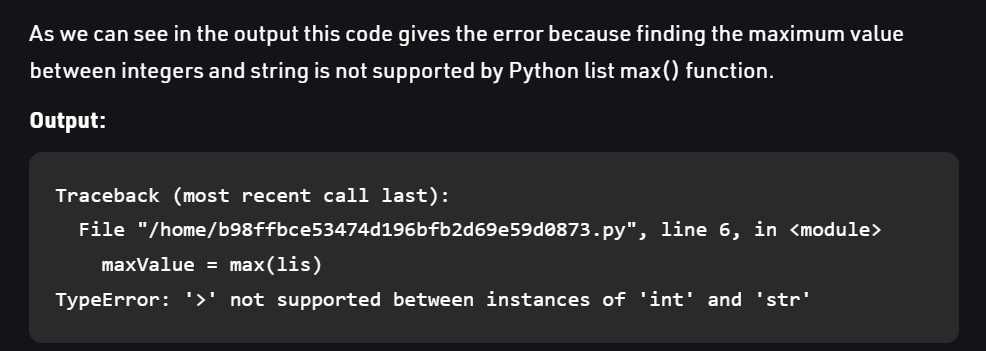 As we can see in the output this code gives the error because finding the maximum value
between integers and string is not supported by Python list max() function.
Output:
Traceback (most recent call last):
  File "/home/b98ffbce53474d196bfb2d69e59d0873.py", line 6, in <module>
    maxValue = max(lis)
TypeError: '>' not supported between instances of 'int' and 'str'